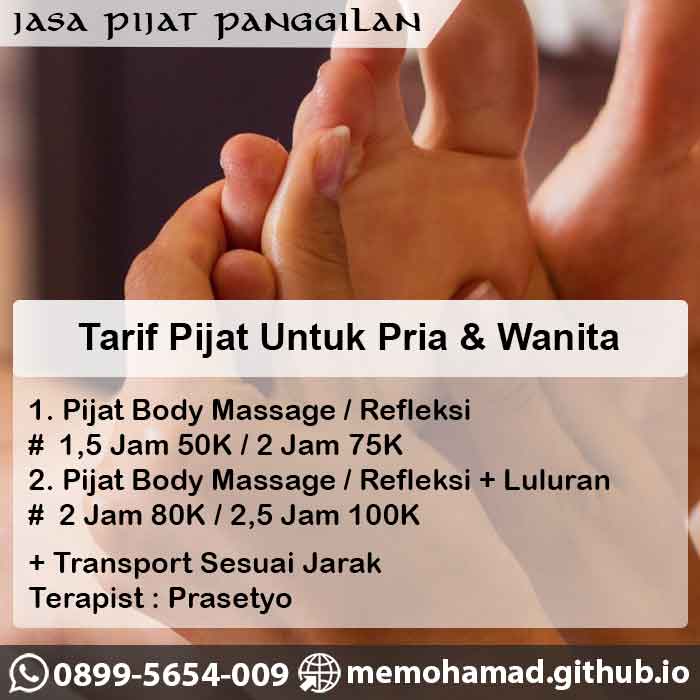 Jasa Pijat Panggilan
Tarif Pijat Untuk Pria & Wanita
1. Pijat Body Massage / Refleksi
# 1,5 Jam 50K / 2 Jam 75K
2. Pijat Body Massage / Refleksi + Luluran
# 2 Jam 80K / 2,5 Jam 100K
+ Transport Sesuai Jarak
Terapist : Prasetyo
0899-5654-009 memohamad.github.io